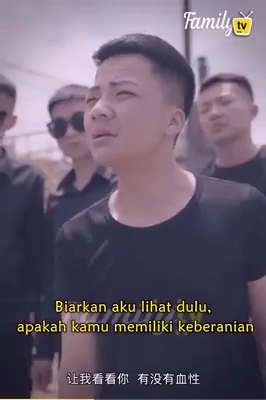 Family
tv
Biarkan aku lihat dulu,
apakah kamu memiliki keberanian
让我看看你 有没有血性